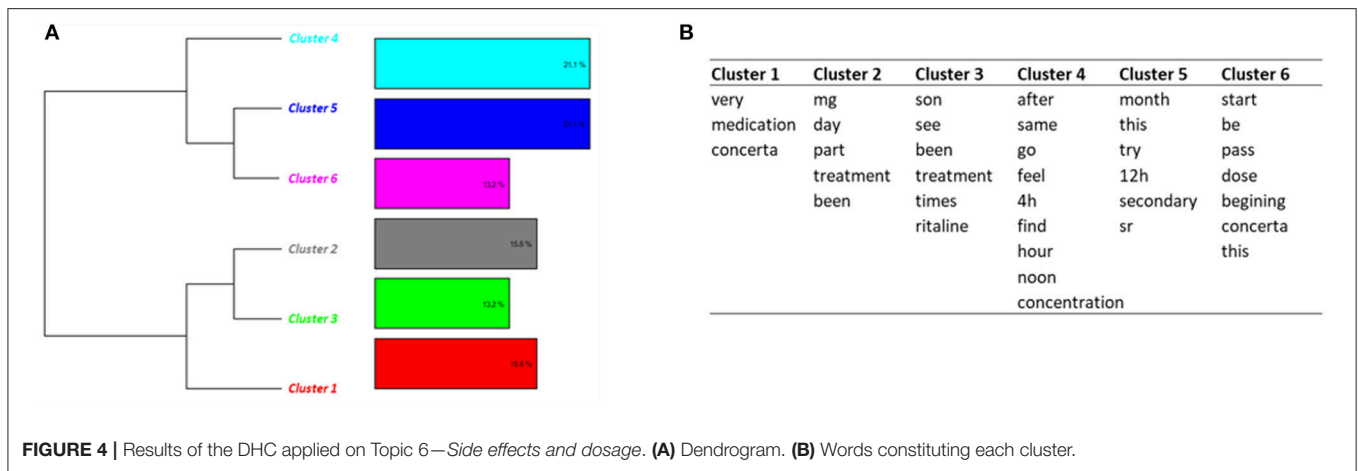 A
Cluster 4
21.1 %
Cluster 5
21.1 %
Cluster 6
13.2 %
Cluster 2
15.8 %
Cluster 3
13.2 %
Cluster 1
15.8 %
B
Cluster 1 Cluster 2 Cluster 3 Cluster 4 Cluster 5 Cluster 6
very mg son after month start
medication day see same this be
concerta part been go try pass
treatment treatment feel 12h dose
been times 4h secondary begining
ritaline find sr concerta
hour this
noon
concentration
FIGURE 4 | Results of the DHC applied on Topic 6—Side effects and dosage. (A) Dendrogram. (B) Words constituting each cluster.